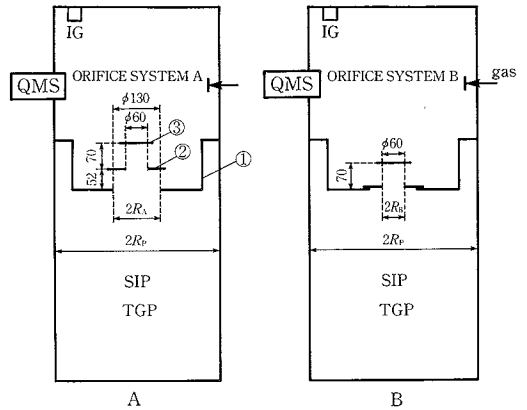 IG
QMS
ORIFICE SYSTEM A
φ130
φ60
③
②
①
70
52
2R_A
2R_P
SIP
TGP
A
IG
QMS
ORIFICE SYSTEM B
gas
φ60
70
2R_B
2R_P
SIP
TGP
B